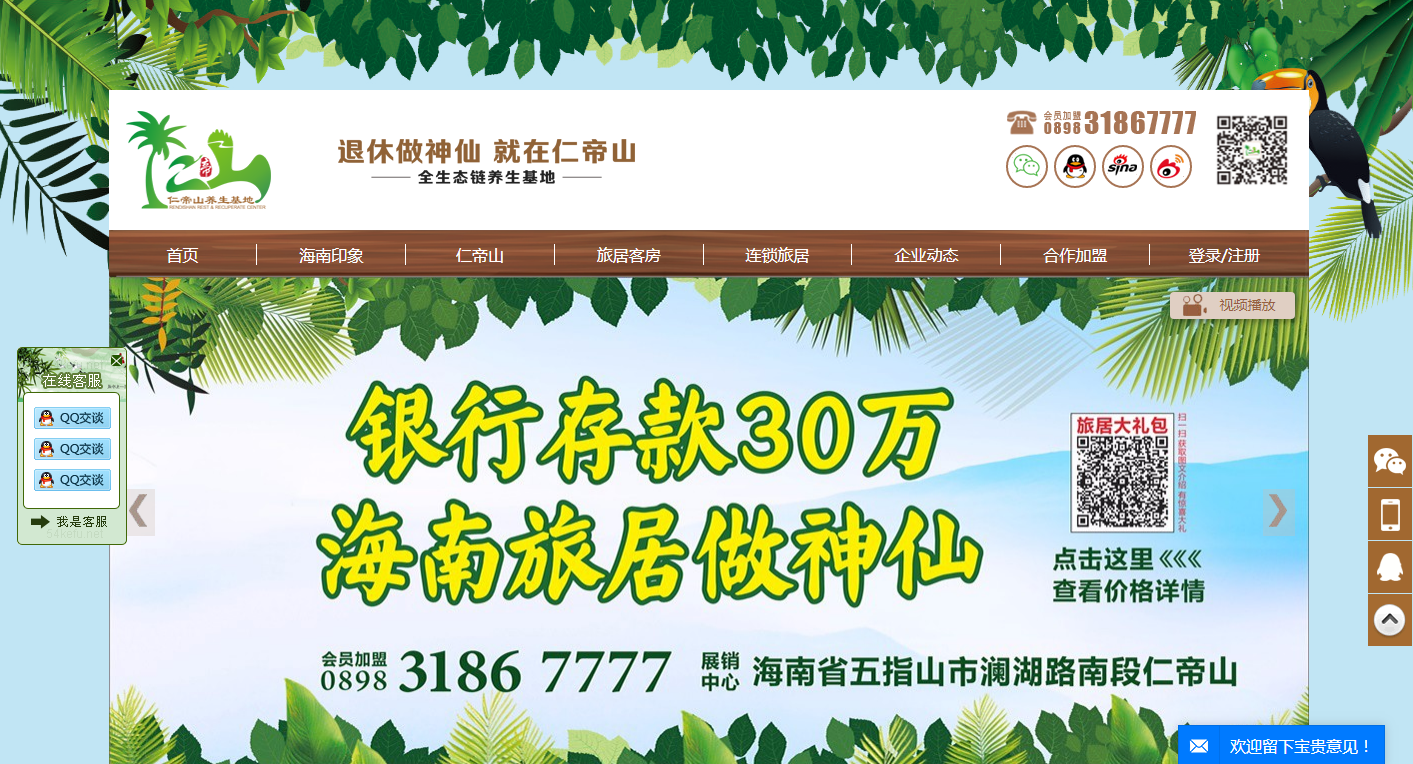 仁帝山养生基地
RENDISHAN REST & RECUPERATE CENTER
退休做神仙 就在仁帝山
全生态链养生基地
会员加盟
0898 31867777
sina
首页 海南印象 仁帝山 旅居客房 连锁旅居 企业动态 合作加盟 登录/注册
视频播放
在线客服
QQ交谈
QQ交谈
QQ交谈
我是客服
银行存款30万
海南旅居做神仙
旅居大礼包
扫一扫获取图文介绍 有惊喜大礼
点击这里 <<<
查看价格详情
会员加盟
0898 3186 7777
展销中心 海南省五指山市澜湖路南段仁帝山
欢迎留下宝贵意见！